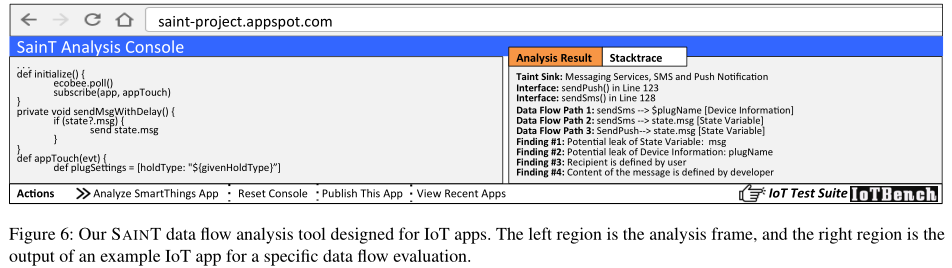 saint-project.appspot.com
SainT Analysis Console
. . .
def initialize() {
ecobee.poll()
subscribe(app, appTouch)
}
private void sendMsgWithDelay() {
if (state?.msg) {
send state.msg
}
}
def appTouch(evt) {
def plugSettings = [holdType: "${givenHoldType}”]
Analysis Result Stacktrace
Taint Sink: Messaging Services, SMS and Push Notification
Interface: sendPush() in Line 123
Interface: sendSms() in Line 128
Data Flow Path 1: sendSms --> $plugName [Device Information]
Data Flow Path 2: sendSms --> state.msg [State Variable]
Data Flow Path 3: SendPush--> state.msg [State Variable]
Finding #1: Potential leak of State Variable: msg
Finding #2: Potential leak of Device Information: plugName
Finding #3: Recipient is defined by user
Finding #4: Content of the message is defined by developer
Actions Analyze SmartThings App Reset Console Publish This App View Recent Apps IoT Test Suite IoTBench
Figure 6: Our SAINT data flow analysis tool designed for IoT apps. The left region is the analysis frame, and the right region is the
output of an example IoT app for a specific data flow evaluation.